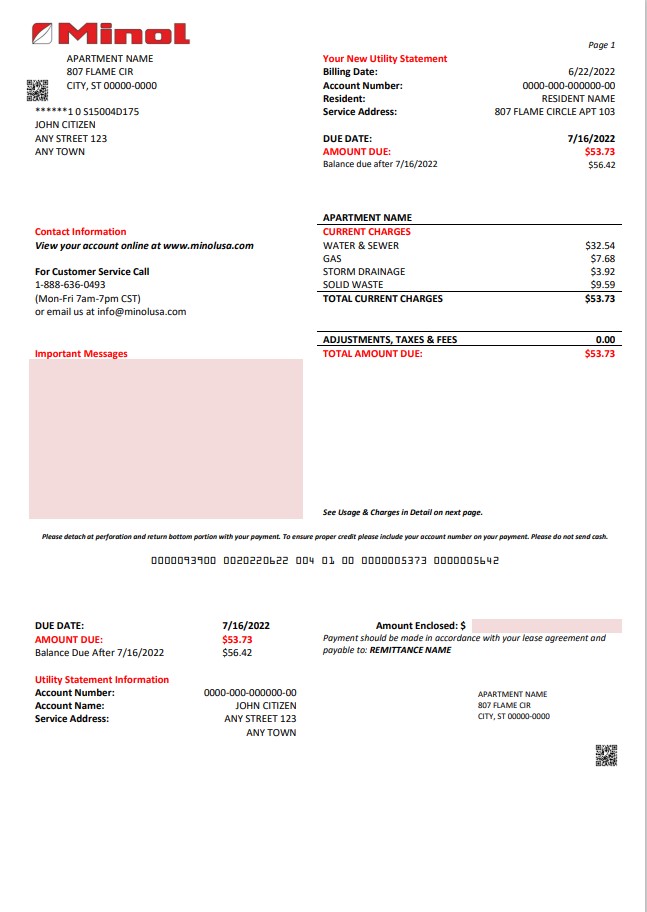 Minol
Page 1
APARTMENT NAME
807 FLAME CIR
CITY, ST 00000-0000
******1 0 S15004D175
JOHN CITIZEN
ANY STREET 123
ANY TOWN
Your New Utility Statement
Billing Date: 6/22/2022
Account Number: 0000-000-000000-00
Resident: RESIDENT NAME
Service Address: 807 FLAME CIRCLE APT 103
DUE DATE: 7/16/2022
AMOUNT DUE: $53.73
Balance due after 7/16/2022 $56.42
Contact Information
View your account online at www.minolusa.com
For Customer Service Call
1-888-636-0493
(Mon-Fri 7am-7pm CST)
or email us at info@minolusa.com
APARTMENT NAME
CURRENT CHARGES
WATER & SEWER $32.54
GAS $7.68
STORM DRAINAGE $3.92
SOLID WASTE $9.59
TOTAL CURRENT CHARGES $53.73
ADJUSTMENTS, TAXES & FEES 0.00
TOTAL AMOUNT DUE: $53.73
Important Messages
See Usage & Charges in Detail on next page.
Please detach at perforation and return bottom portion with your payment. To ensure proper credit please include your account number on your payment. Please do not send cash.
0000093900 0020220622 004 01 00 0000005373 0000005642
DUE DATE: 7/16/2022
AMOUNT DUE: $53.73
Balance Due After 7/16/2022 $56.42
Amount Enclosed: $
Payment should be made in accordance with your lease agreement and
payable to: REMITTANCE NAME
Utility Statement Information
Account Number: 0000-000-000000-00
Account Name: JOHN CITIZEN
Service Address: ANY STREET 123
ANY TOWN
APARTMENT NAME
807 FLAME CIR
CITY, ST 00000-0000